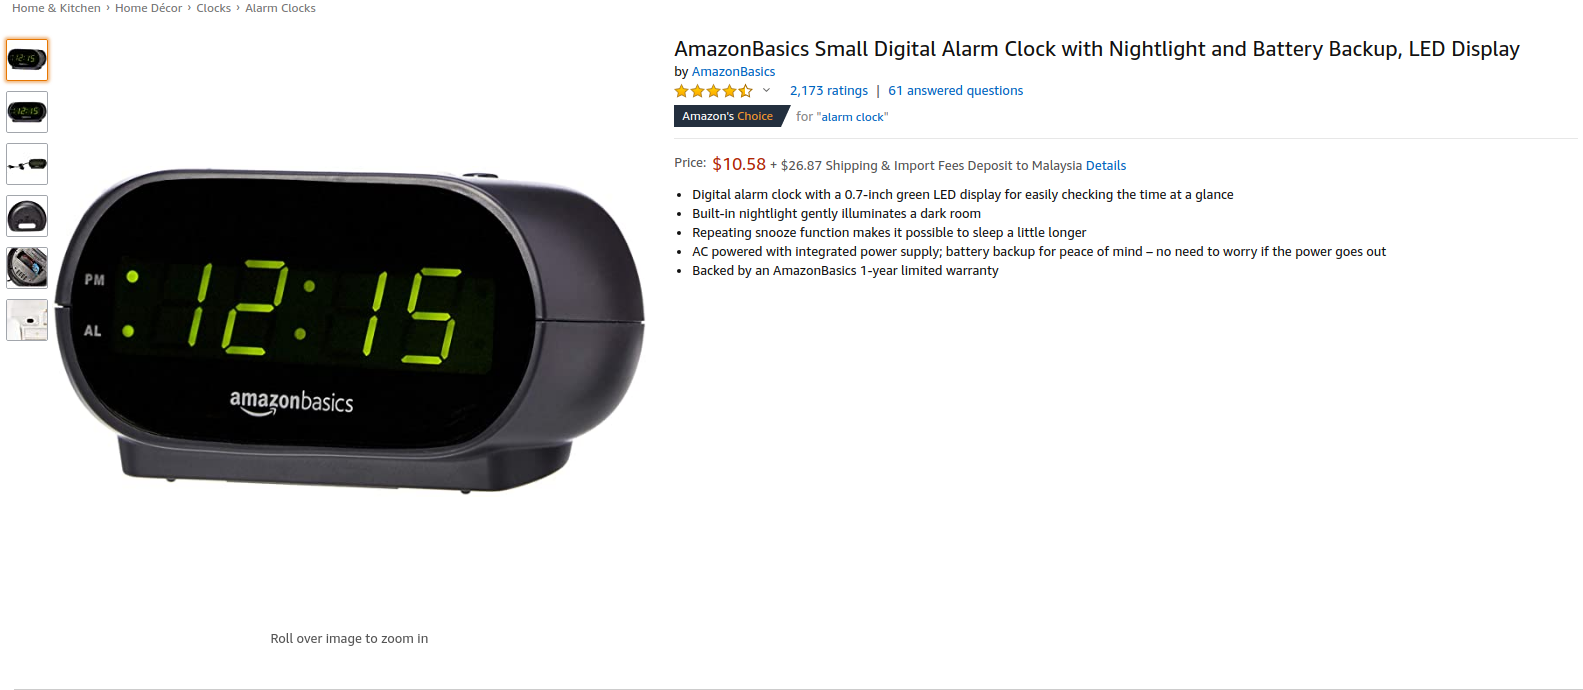 Home & Kitchen › Home Décor › Clocks › Alarm Clocks
AmazonBasics Small Digital Alarm Clock with Nightlight and Battery Backup, LED Display
by AmazonBasics
2,173 ratings | 61 answered questions
Amazon's Choice for "alarm clock"
Price: $10.58 + $26.87 Shipping & Import Fees Deposit to Malaysia Details
• Digital alarm clock with a 0.7-inch green LED display for easily checking the time at a glance
• Built-in nightlight gently illuminates a dark room
• Repeating snooze function makes it possible to sleep a little longer
• AC powered with integrated power supply; battery backup for peace of mind – no need to worry if the power goes out
• Backed by an AmazonBasics 1-year limited warranty
PM
12:15
AL
amazonbasics
Roll over image to zoom in